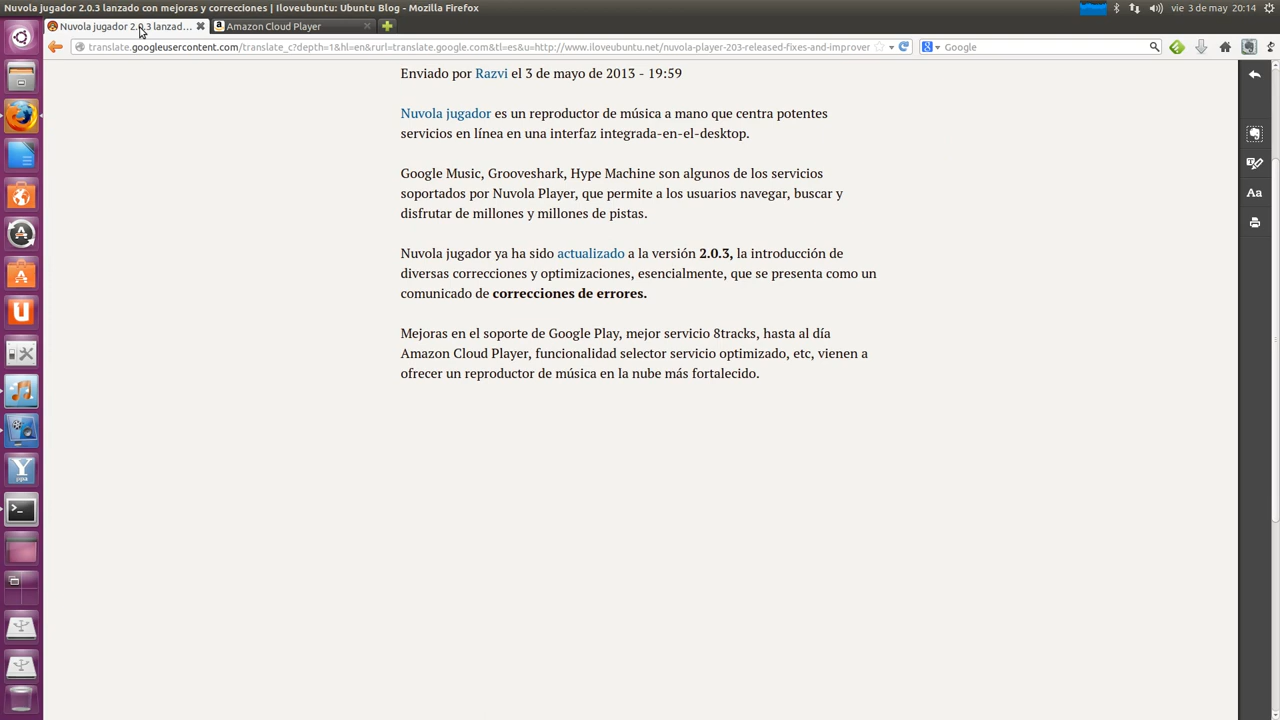 Nuvola jugador 2.0.3 lanzado con mejoras y correcciones | Iloveubuntu: Ubuntu Blog - Mozilla Firefox
vie 3 de may 20:14
Nuvola jugador 2.0.3 lanzad...
Amazon Cloud Player
translate.googleusercontent.com/translate_c?depth=1&hl=en&rurl=translate.google.com&tl=es&u=http://www.iloveubuntu.net/nuvola-player-203-released-fixes-and-improver
Google
Enviado por Razvi el 3 de mayo de 2013 - 19:59
Nuvola jugador es un reproductor de música a mano que centra potentes
servicios en línea en una interfaz integrada-en-el-desktop.
Google Music, Grooveshark, Hype Machine son algunos de los servicios
soportados por Nuvola Player, que permite a los usuarios navegar, buscar y
disfrutar de millones y millones de pistas.
Nuvola jugador ya ha sido actualizado a la versión 2.0.3, la introducción de
diversas correcciones y optimizaciones, esencialmente, que se presenta como un
comunicado de correcciones de errores.
Mejoras en el soporte de Google Play, mejor servicio 8tracks, hasta al día
Amazon Cloud Player, funcionalidad selector servicio optimizado, etc, vienen a
ofrecer un reproductor de música en la nube más fortalecido.
Aa